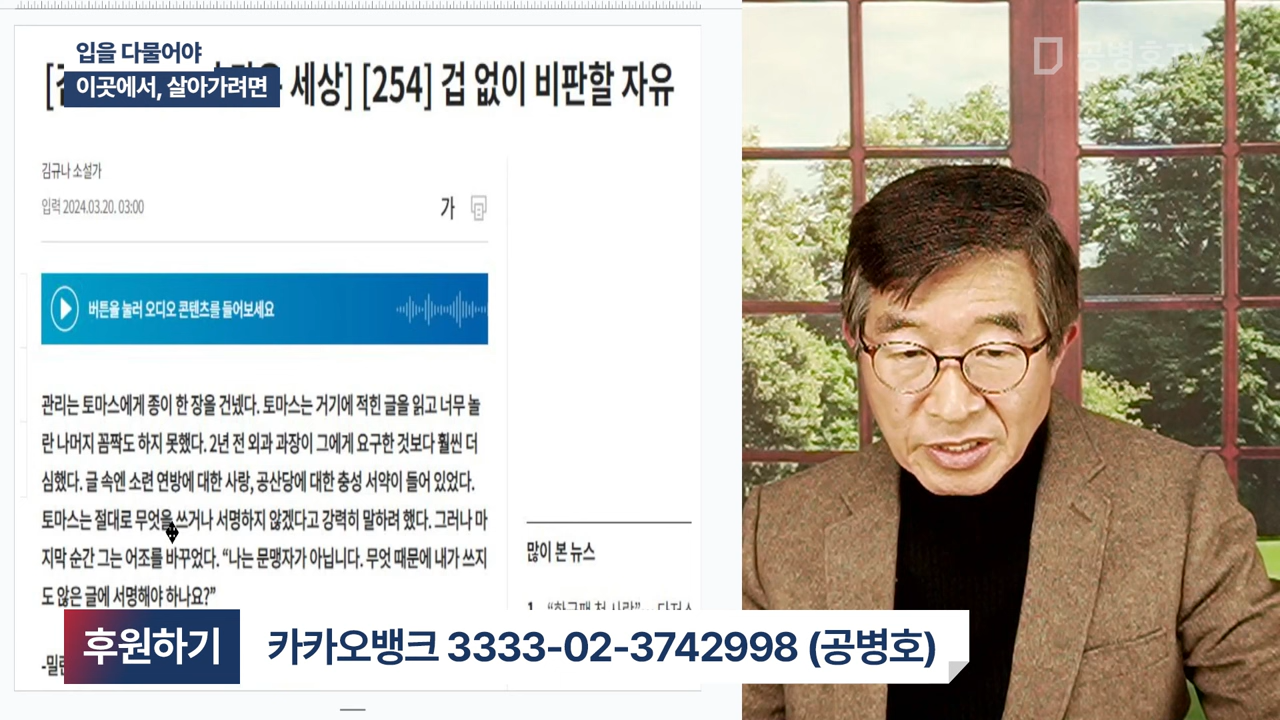 입을 다물어야
이곳에서, 살아가려면
세상] [254] 겁 없이 비판할 자유
공병호TV
김규나 소설가
입력 2024.03.20. 03:00
가
버튼을 눌러 오디오 콘텐츠를 들어보세요
관리는 토마스에게 종이 한 장을 건넸다. 토마스는 거기에 적힌 글을 읽고 너무 놀
란 나머지 꼼짝도 하지 못했다. 2년 전 외과 과장이 그에게 요구한 것보다 훨씬 더
심했다. 글 속엔 소련 연방에 대한 사랑, 공산당에 대한 충성 서약이 들어 있었다.
토마스는 절대로 무엇을 쓰거나 서명하지 않겠다고 강력히 말하려 했다. 그러나 마
지막 순간 그는 어조를 바꾸었다. “나는 문맹자가 아닙니다. 무엇 때문에 내가 쓰지
도 않은 글에 서명해야 하나요?”
많이 본 뉴스
후원하기
카카오뱅크 3333-02-3742998 (공병호)